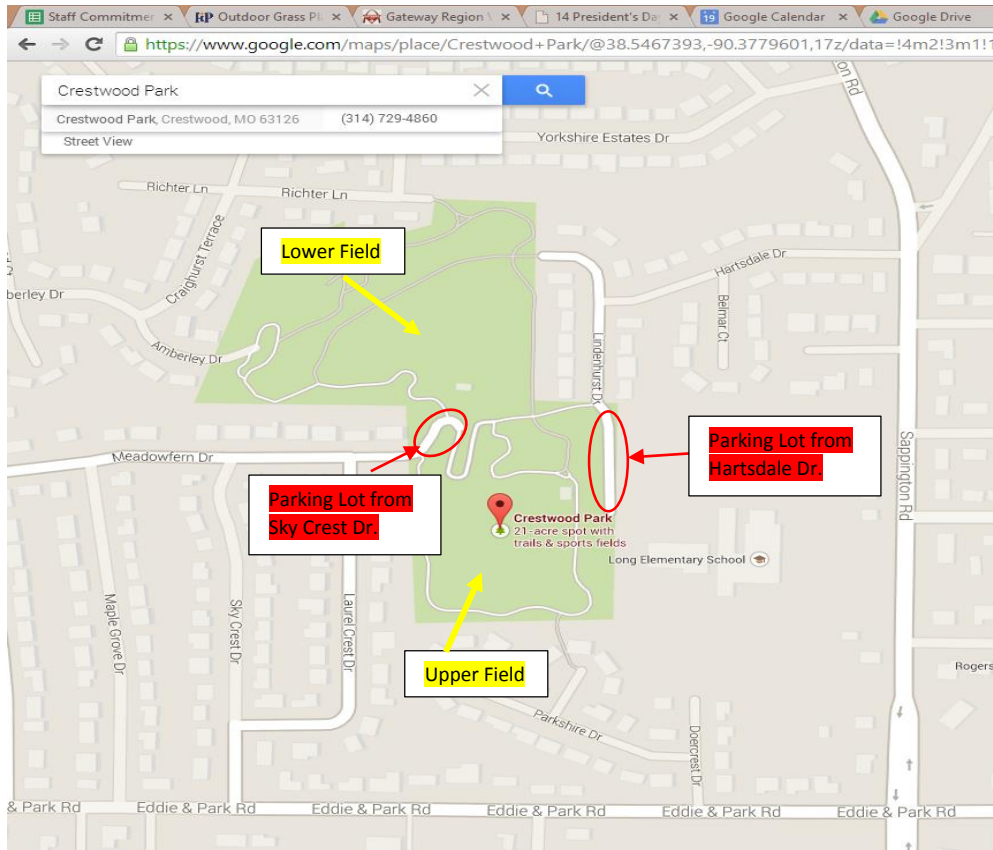 Staff Commitmer
Outdoor Grass Pl
Gateway Region
14 President's Da
19 Google Calendar
Google Drive
https://www.google.com/maps/place/Crestwood+Park/@38.5467393,-90.3779601,17z/data=!4m2!3m1!1
Crestwood Park
Crestwood Park, Crestwood, MO 63126 (314) 729-4860
Street View
on Rd
Yorkshire Estates Dr
Richter Ln
Richter Ln
Craighurst Terrace
Lower Field
Hartsdale Dr
berley Dr
Belmar Ct
Amberley Dr
Lindenhurst Dr
Meadowfern Dr
Parking Lot from
Hartsdale Dr.
Sappington Rd
Parking Lot from
Sky Crest Dr.
Crestwood Park
21-acre spot with
trails & sports fields
Long Elementary School
Maple Grove Dr
Sky Crest Dr
Laurel Crest Dr
Upper Field
Rogers
Parkshire Dr
Doercrest Dr
& Park Rd
Eddie & Park Rd
Eddie & Park Rd
Eddie & Park Rd
Eddie & Park Rd
Eddie & Park Rd